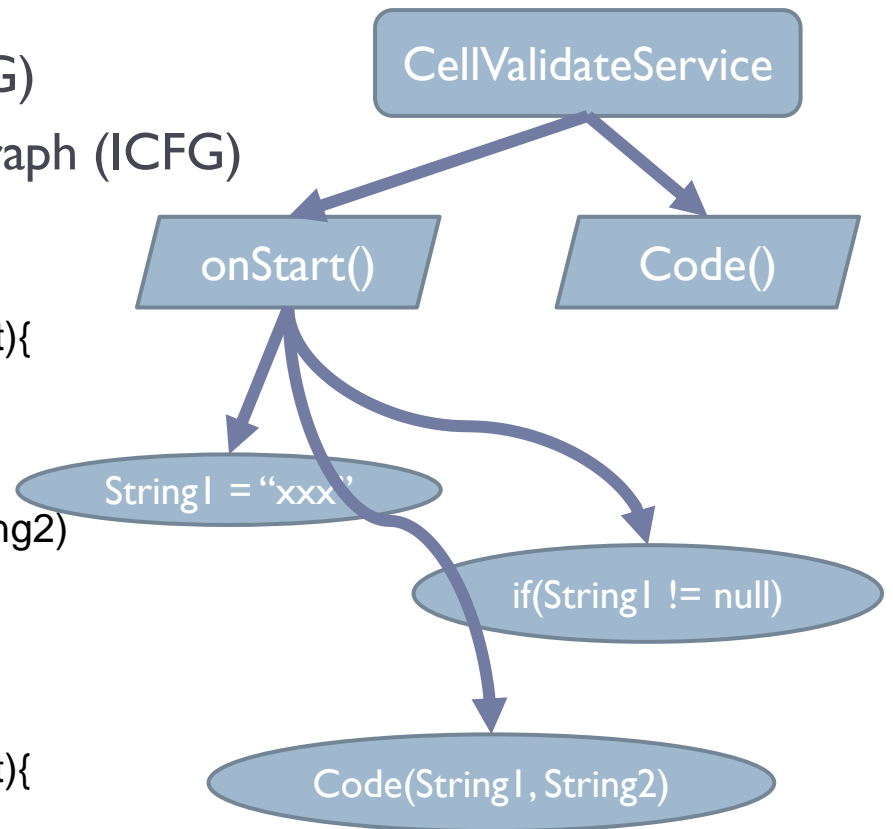 G)
raph (ICFG)
t){
ng2)
t){
CellValidateService
onStart()
Code()
String1 = “xxx”
if(String1 != null)
Code(String1, String2)